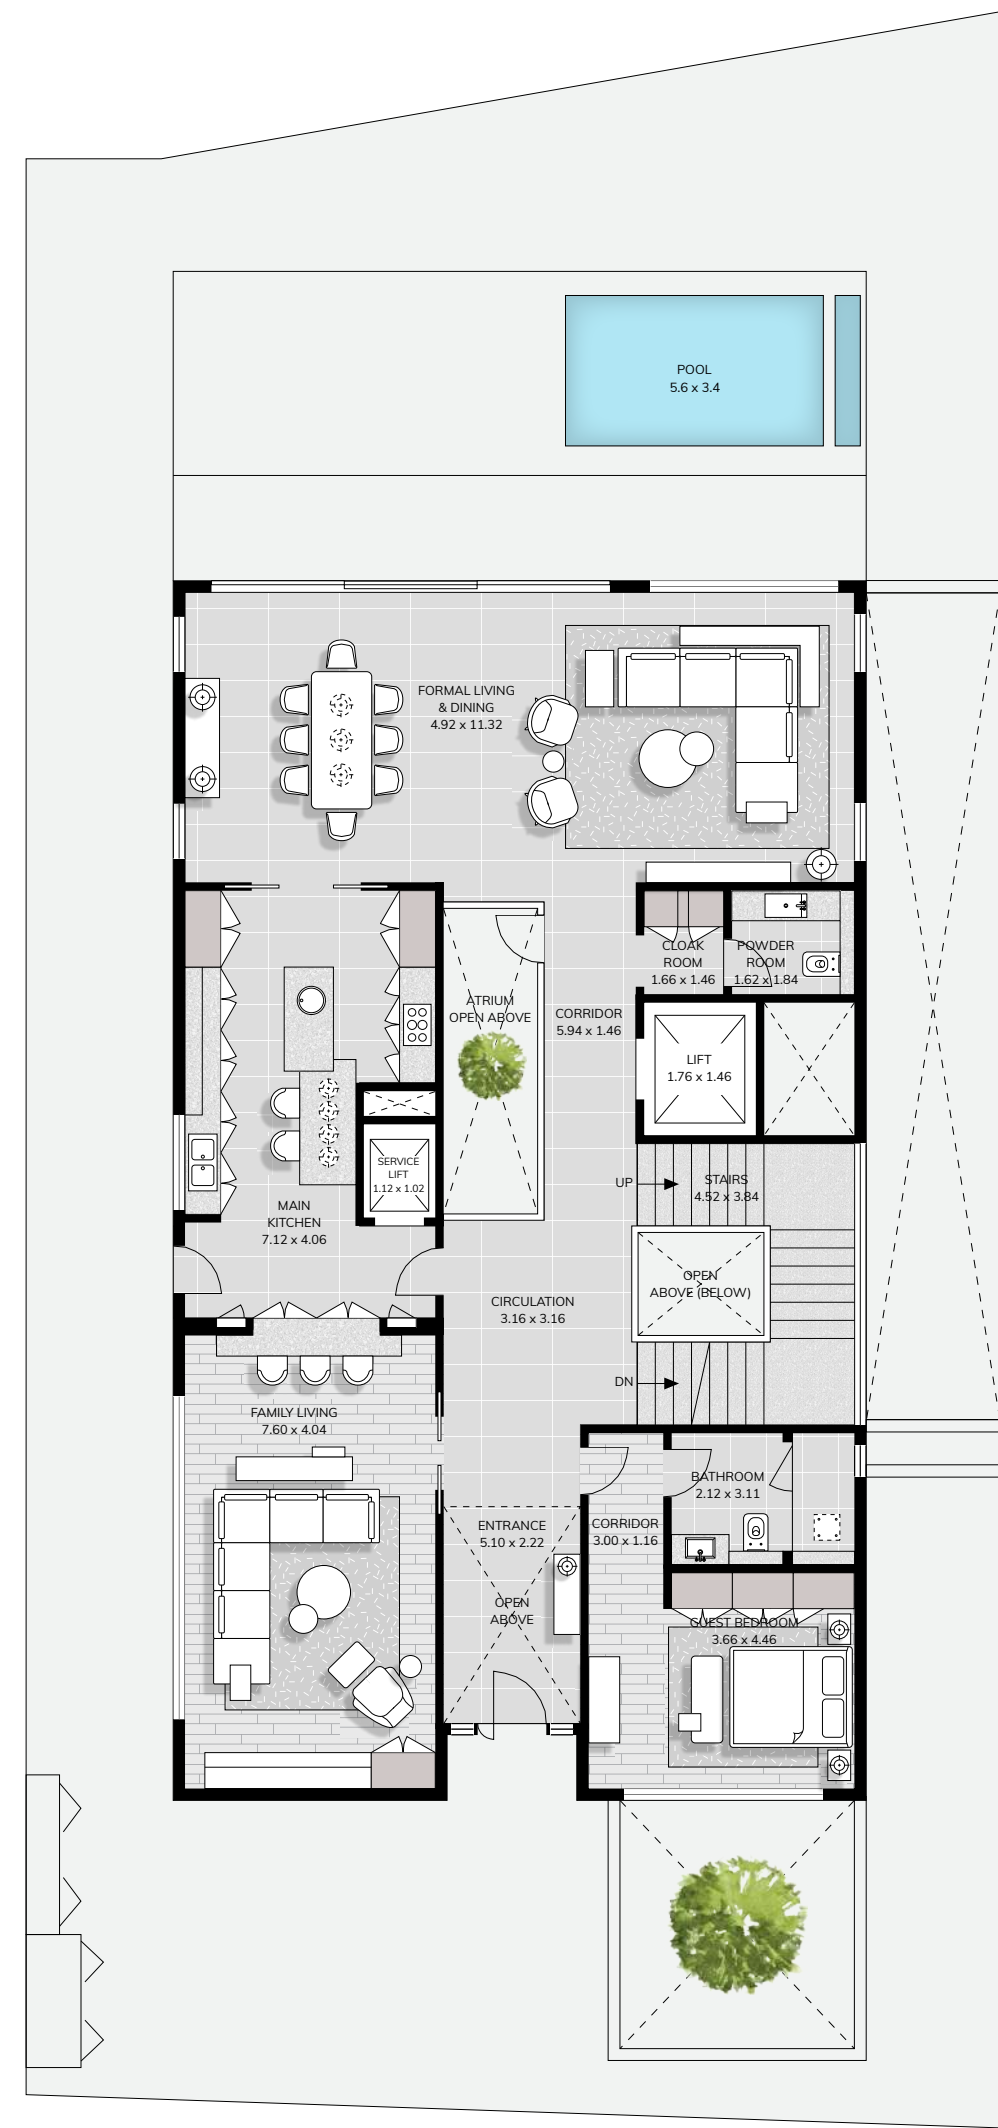 POOL
5.6 x 3.4
FORMAL LIVING
& DINING
4.92 x 11.32
CLOAK
ROOM
1.66 x 1.46
POWDER
ROOM
1.62 x 1.84
ATRIUM
OPEN ABOVE
CORRIDOR
5.94 x 1.46
LIFT
1.76 x 1.46
SERVICE
LIFT
1.12 x 1.02
UP
STAIRS
4.52 x 3.84
MAIN
KITCHEN
7.12 x 4.06
OPEN
ABOVE (BELOW)
CIRCULATION
3.16 x 3.16
DN
FAMILY LIVING
7.60 x 4.04
BATHROOM
2.12 x 3.11
ENTRANCE
5.10 x 2.22
CORRIDOR
3.00 x 1.16
OPEN
ABOVE
GUEST BEDROOM
3.66 x 4.46